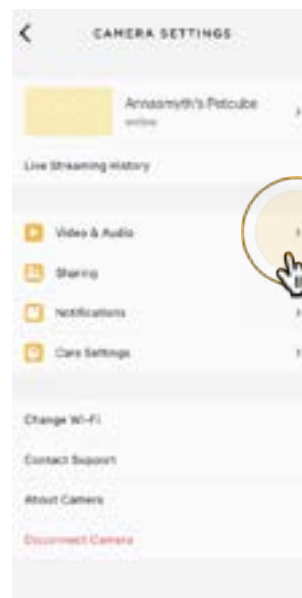 CAMERA SETTINGS
Annasmyth's Petcube
online
Live Streaming History
Video & Audio
Sharing
Notifications
Care Settings
Change Wi-Fi
Contact Support
About Camera
Disconnect Camera